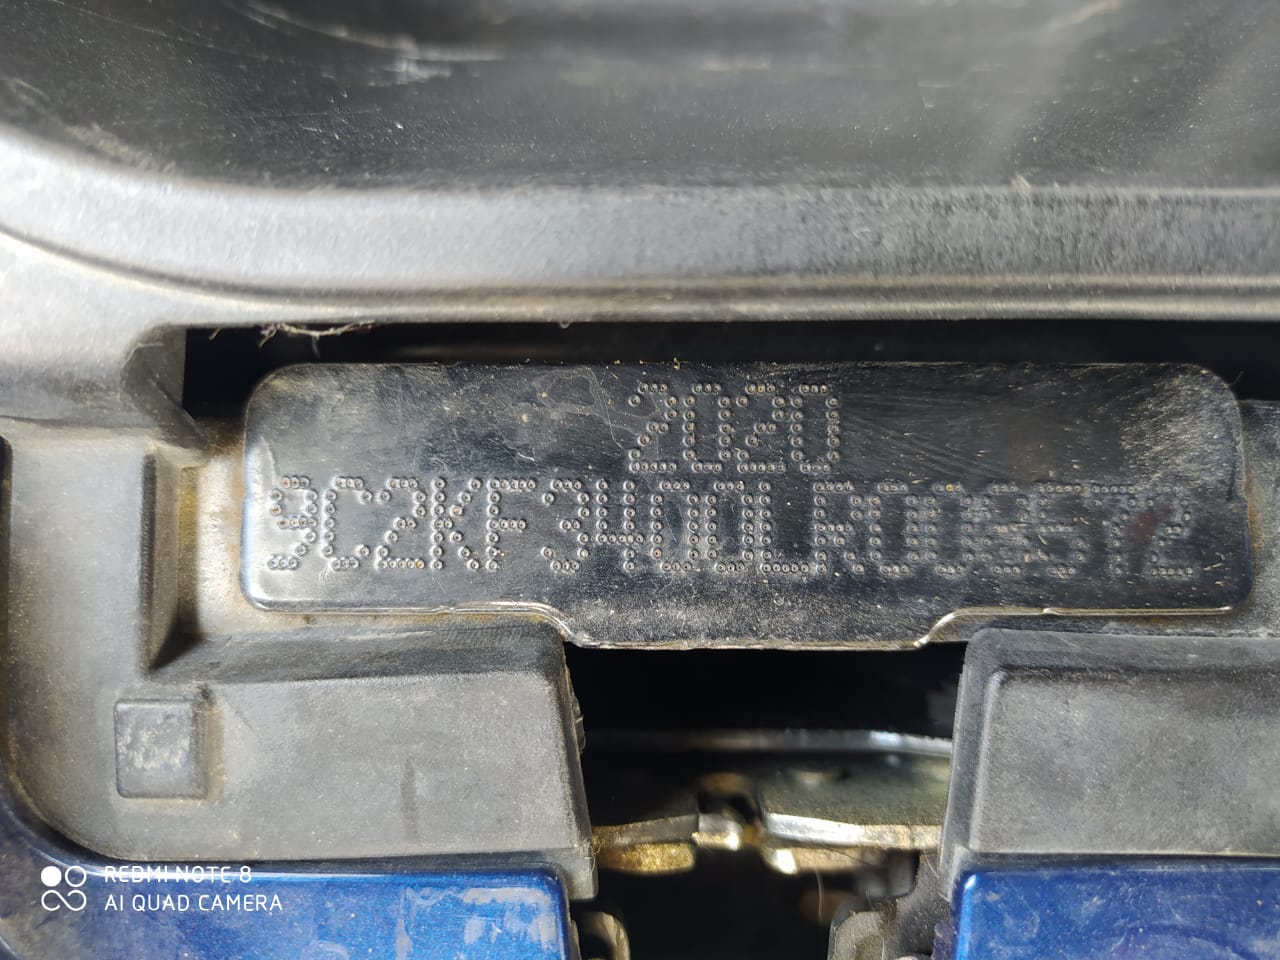 2020
9C2KF3400LR008572
REDMI NOTE 8
AI QUAD CAMERA